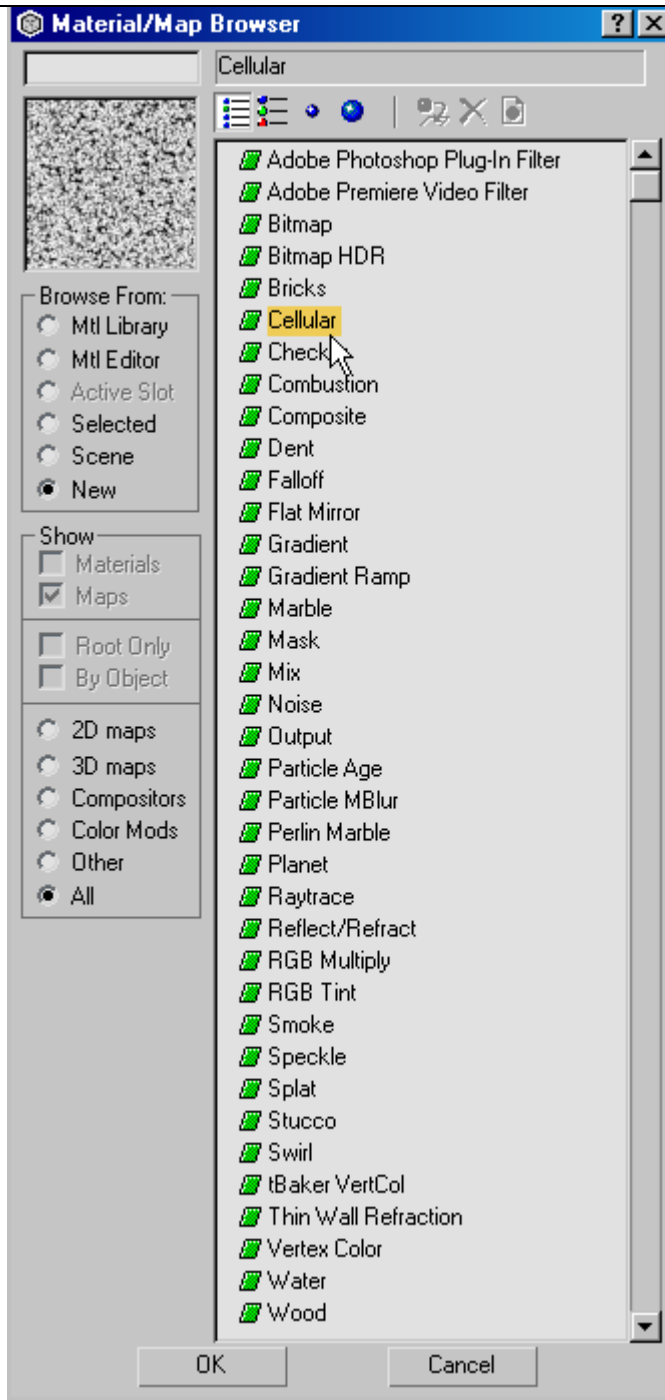 Material/Map Browser
Cellular
Adobe Photoshop Plug-In Filter
Adobe Premiere Video Filter
Bitmap
Bitmap HDR
Bricks
Cellular
Check
Combustion
Composite
Dent
Falloff
Flat Mirror
Gradient
Gradient Ramp
Marble
Mask
Mix
Noise
Output
Particle Age
Particle MBlur
Perlin Marble
Planet
Raytrace
Reflect/Refract
RGB Multiply
RGB Tint
Smoke
Speckle
Splat
Stucco
Swirl
tBaker VertCol
Thin Wall Refraction
Vertex Color
Water
Wood
Browse From:
Mtl Library
Mtl Editor
Active Slot
Selected
Scene
New
Show
Materials
Maps
Root Only
By Object
2D maps
3D maps
Compositors
Color Mods
Other
All
OK
Cancel